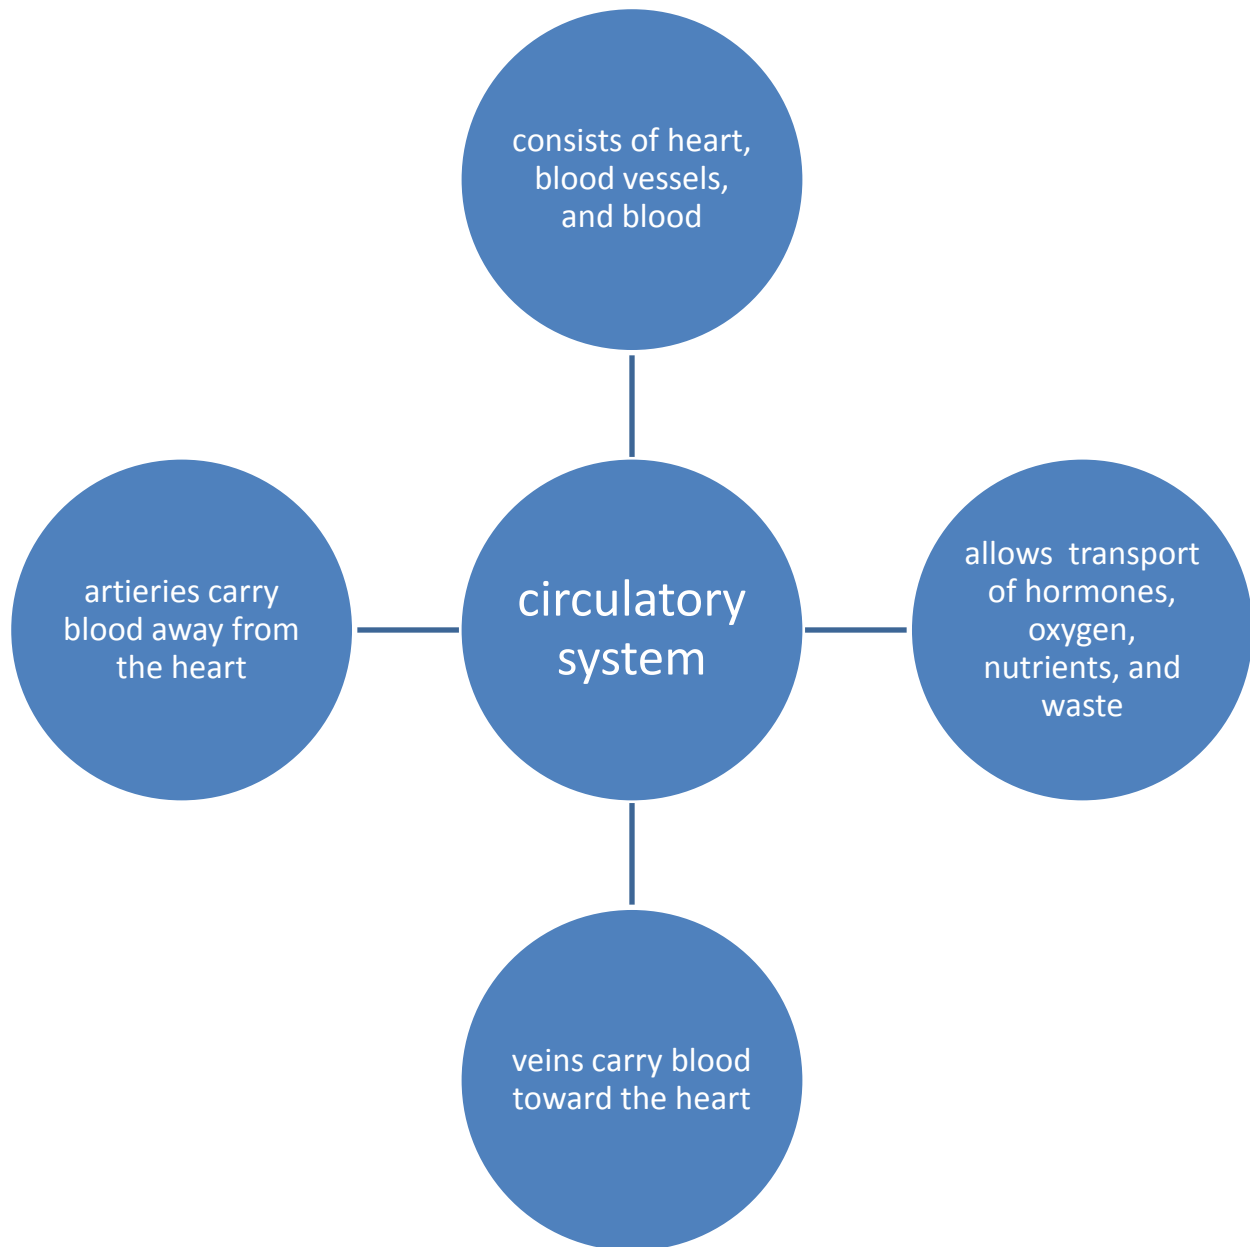 consists of heart,
blood vessels,
and blood
artieries carry
blood away from
the heart
circulatory
system
allows  transport
of hormones,
oxygen,
nutrients, and
waste
veins carry blood
toward the heart